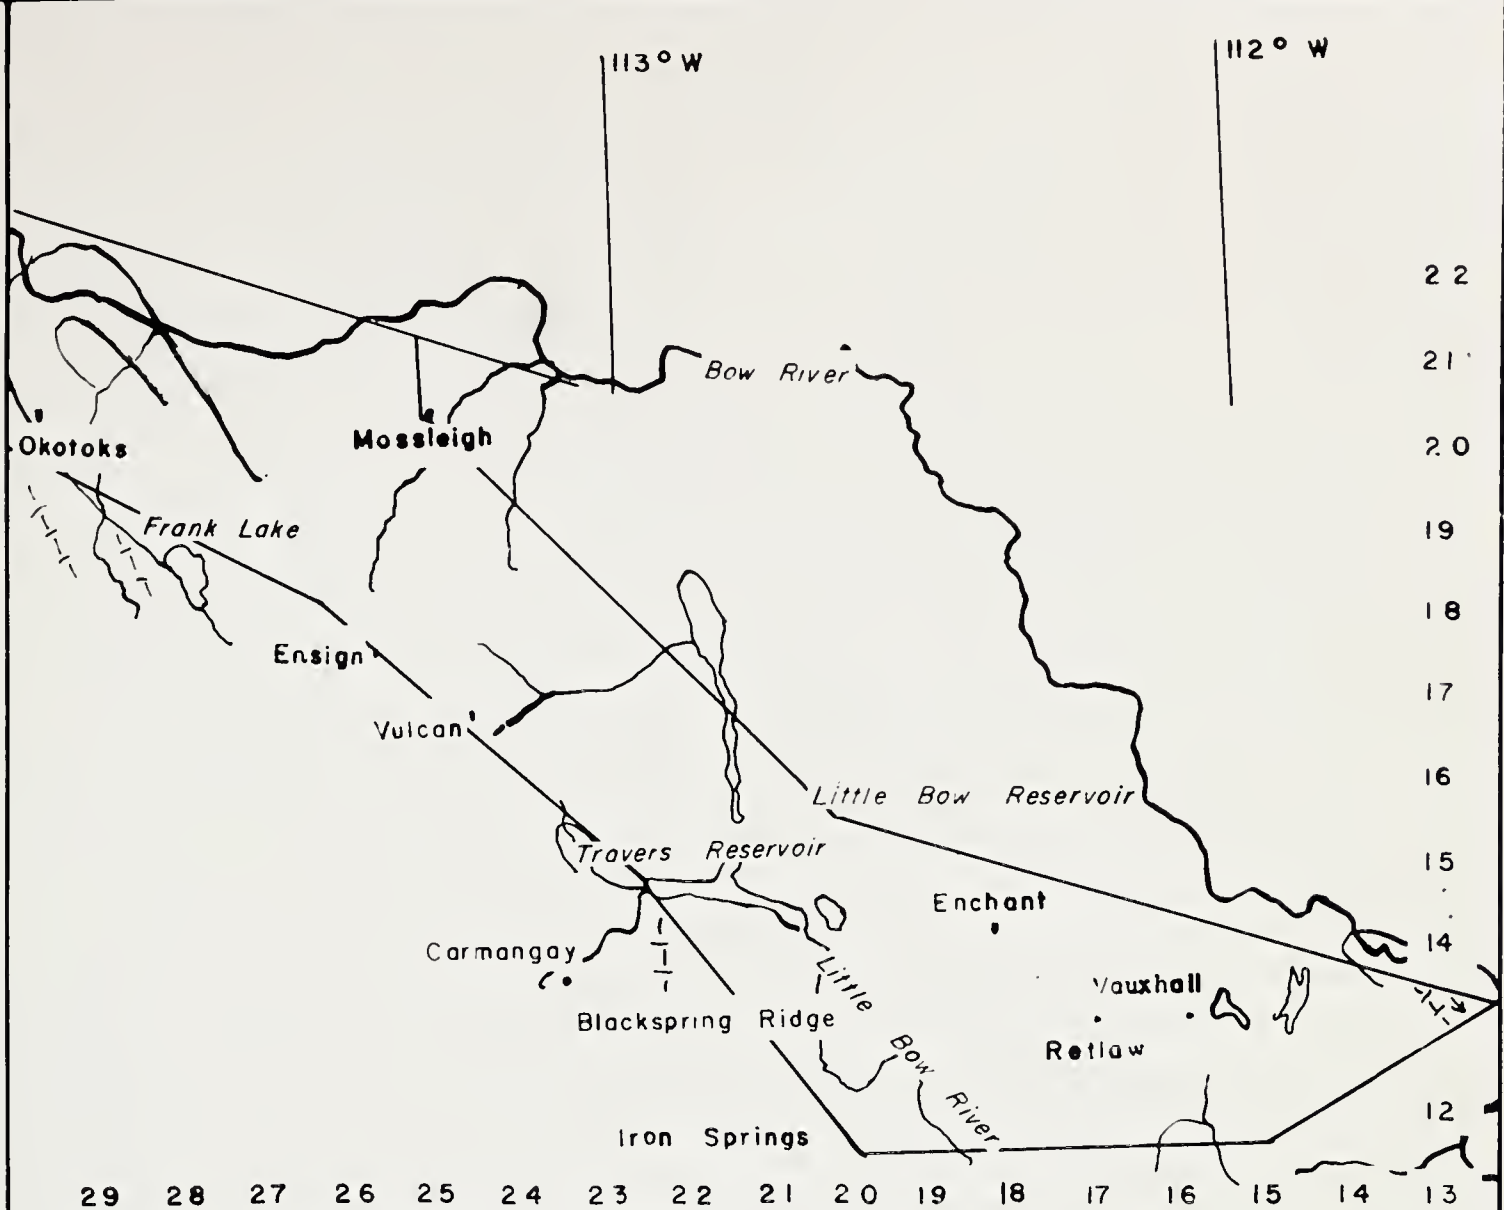 113° W
112° W
22
21
Bow River
Mossleigh
Okotoks
20
Frank Lake
19
18
Ensign
17
Vulcan
16
Little Bow Reservoir
Travers Reservoir
15
Enchant
14
Carmangay
Vauxhall
Blackspring Ridge
Little Bow River
Retlaw
12
Iron Springs
29 28 27 26 25 24 23 22 21 20 19 18 17 16 15 14 13